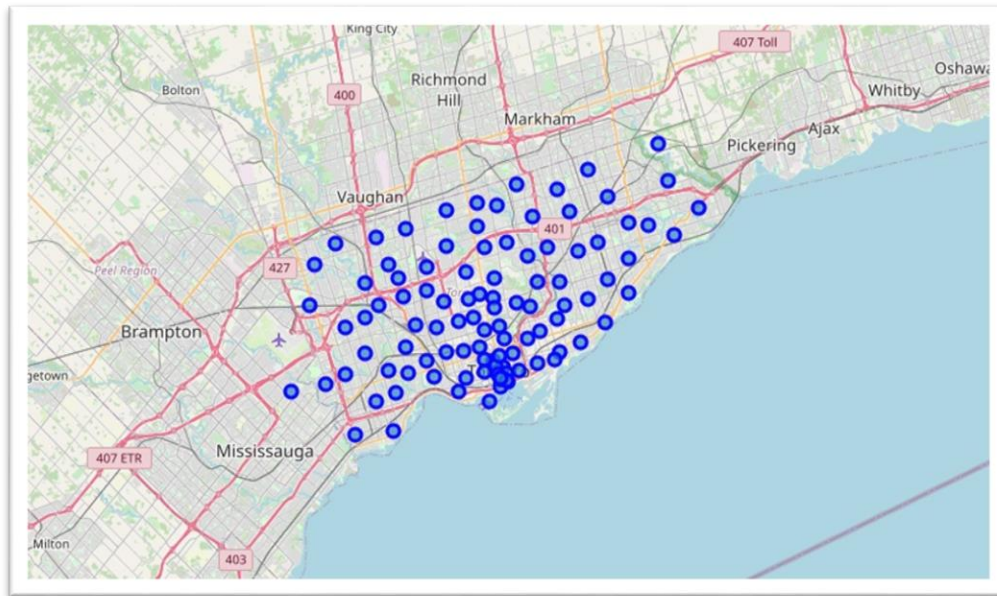 King City
407 Toll
Oshawa
Bolton
400
Richmond
Hill
Whitby
Markham
Ajax
Pickering
Vaughan
401
427
Peel Region
Brampton
getown
Mississauga
407 ETR
Milton
403